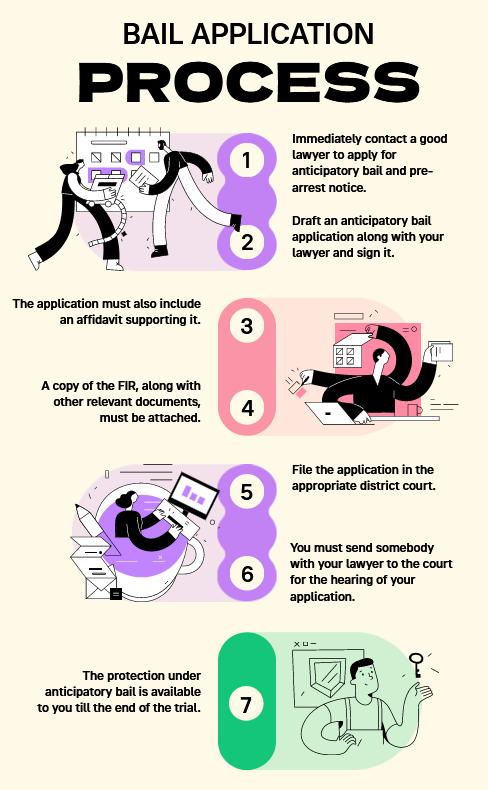 BAIL APPLICATION
PROCESS
1
Immediately contact a good
lawyer to apply for
anticipatory bail and pre-
arrest notice.
2
Draft an anticipatory bail
application along with your
lawyer and sign it.
The application must also include
an affidavit supporting it.
3
A copy of the FIR, along with
other relevant documents,
must be attached.
4
5
File the application in the
appropriate district court.
6
You must send somebody
with your lawyer to the court
for the hearing of your
application.
The protection under
anticipatory bail is available
to you till the end of the trial.
7